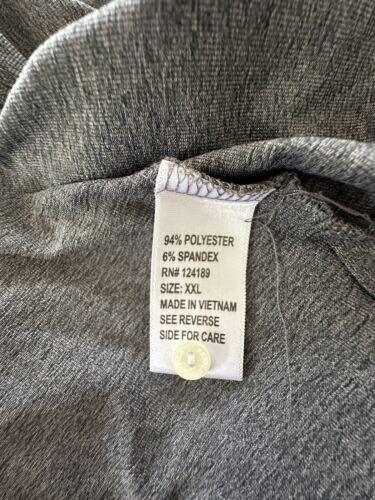 94% POLYESTER
6% SPANDEX
RN# 124189
SIZE: XXL
MADE IN VIETNAM
SEE REVERSE
SIDE FOR CARE